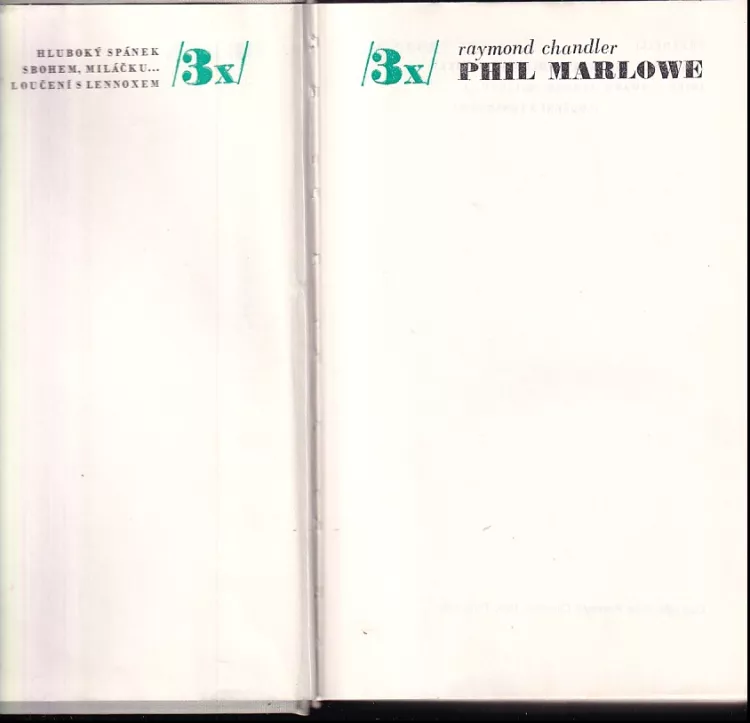 HLUBOKÝ SPÁNEK
SBOHEM, MILÁČKU...
LOUČENÍ S LENNOXEM
/3x/
/3x/
raymond chandler
PHIL MARLOWE